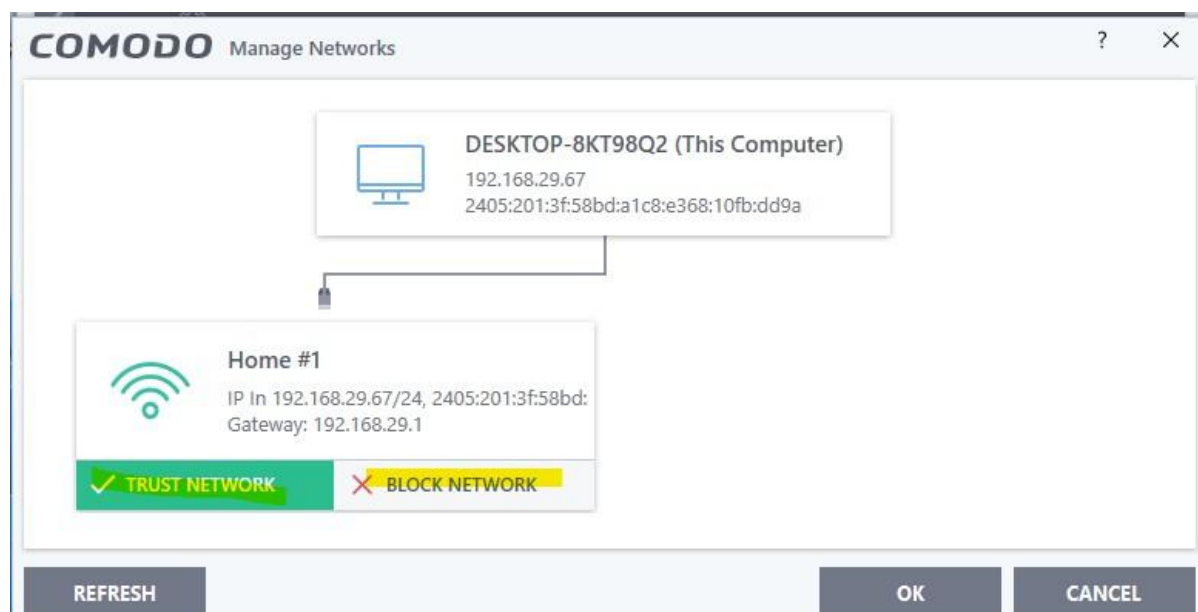 COMODO Manage Networks
?
DESKTOP-8KT98Q2 (This Computer)
192.168.29.67
2405:201:3f:58bd:a1c8:e368:10fb:dd9a
Home #1
IP In 192.168.29.67/24, 2405:201:3f:58bd:
Gateway: 192.168.29.1
TRUST NETWORK
BLOCK NETWORK
REFRESH
OK
CANCEL